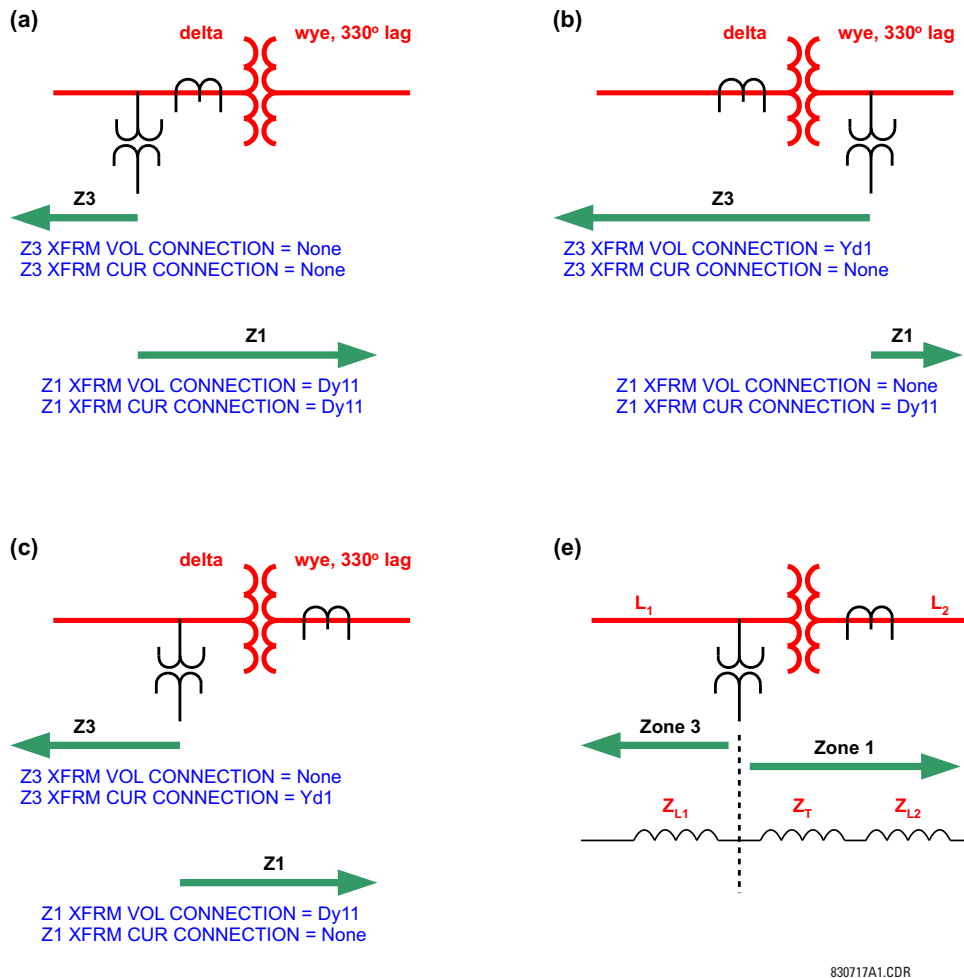 (a)
delta
wye, 330° lag
Z3
Z3 XFRM VOL CONNECTION = None
Z3 XFRM CUR CONNECTION = None
Z1
Z1 XFRM VOL CONNECTION = Dy11
Z1 XFRM CUR CONNECTION = Dy11
(b)
delta
wye, 330° lag
Z3
Z3 XFRM VOL CONNECTION = Yd1
Z3 XFRM CUR CONNECTION = None
Z1
Z1 XFRM VOL CONNECTION = None
Z1 XFRM CUR CONNECTION = Dy11
(c)
delta
wye, 330° lag
Z3
Z3 XFRM VOL CONNECTION = None
Z3 XFRM CUR CONNECTION = Yd1
Z1
Z1 XFRM VOL CONNECTION = Dy11
Z1 XFRM CUR CONNECTION = None
(e)
L1
L2
Zone 3
Zone 1
ZL1
ZT
ZL2
830717A1.CDR